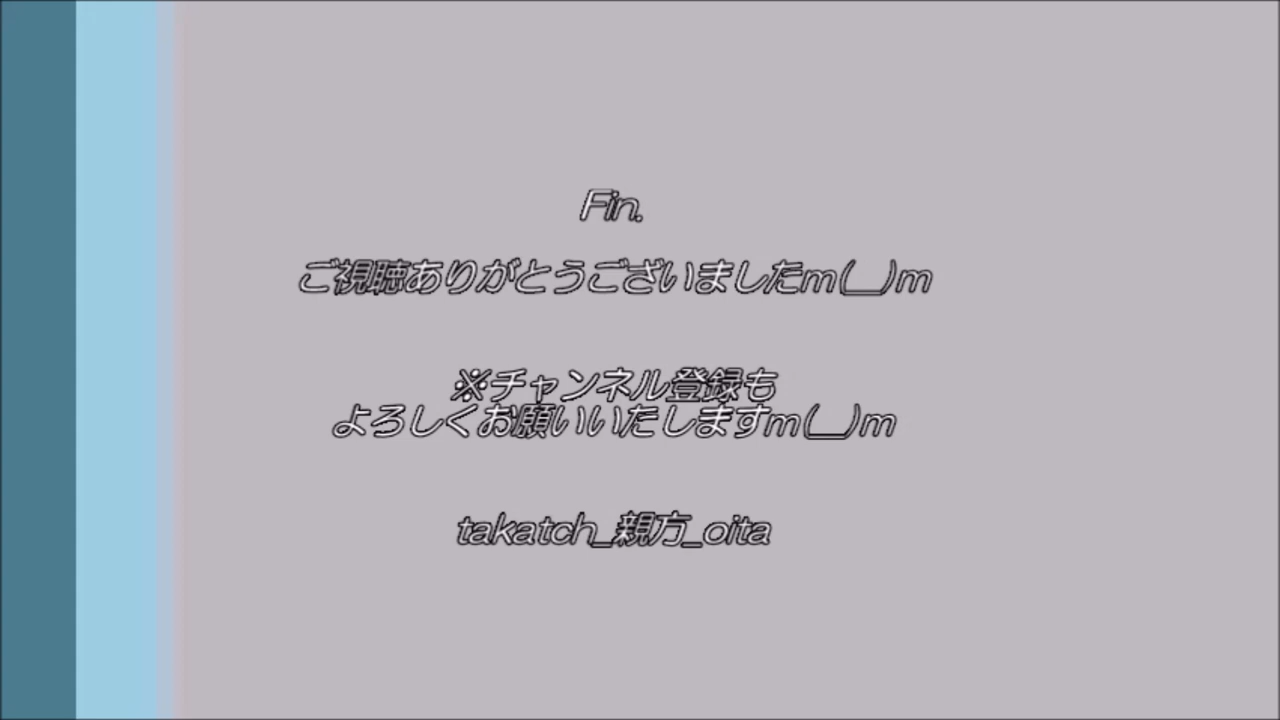 Fin.
ご視聴ありがとうございましたm(__)m
※チャンネル登録も
よろしくお願いいたしますm(__)m
takatch_親方_oita